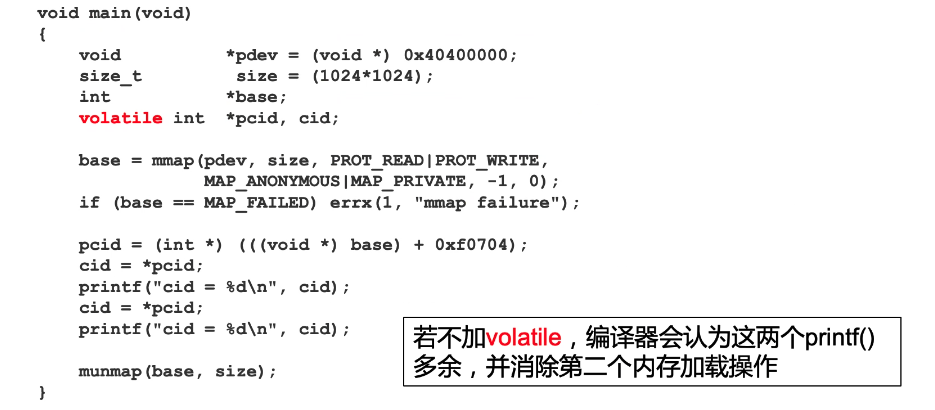 void main(void)
{
    void          *pdev = (void *) 0x40400000;
    size_t         size = (1024*1024);
    int           *base;
    volatile int  *pcid, cid;

    base = mmap(pdev, size, PROT_READ|PROT_WRITE,
                MAP_ANONYMOUS|MAP_PRIVATE, -1, 0);
    if (base == MAP_FAILED) errx(1, "mmap failure");

    pcid = (int *) (((void *) base) + 0xf0704);
    cid = *pcid;
    printf("cid = %d\n", cid);
    cid = *pcid;
    printf("cid = %d\n", cid);

    munmap(base, size);
}
若不加volatile，编译器会认为这两个printf()
多余，并消除第二个内存加载操作